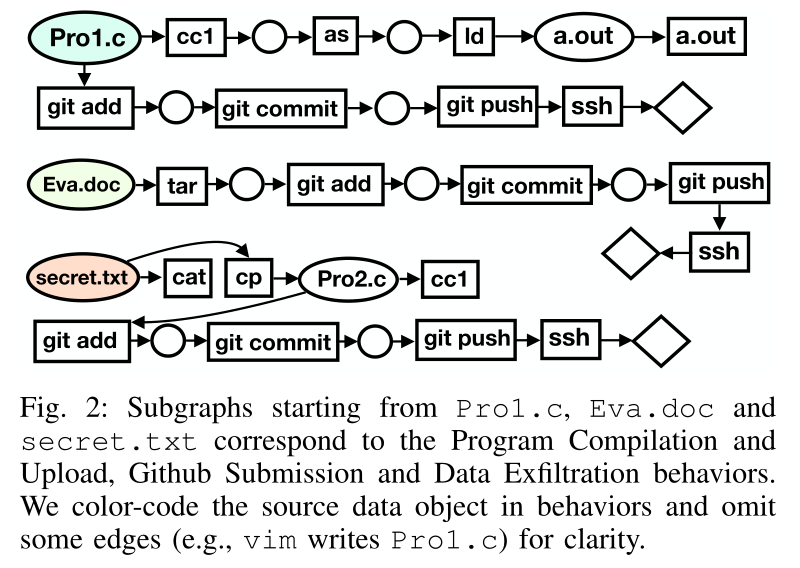 Pro1.c cc1 as ld a.out a.out
git add git commit git push ssh
Eva.doc tar git add git commit git push
ssh
secret.txt cat cp Pro2.c cc1
git add git commit git push ssh
Fig. 2: Subgraphs starting from Pro1.c, Eva.doc and
secret.txt correspond to the Program Compilation and
Upload, Github Submission and Data Exfiltration behaviors.
We color-code the source data object in behaviors and omit
some edges (e.g., vim writes Pro1.c) for clarity.